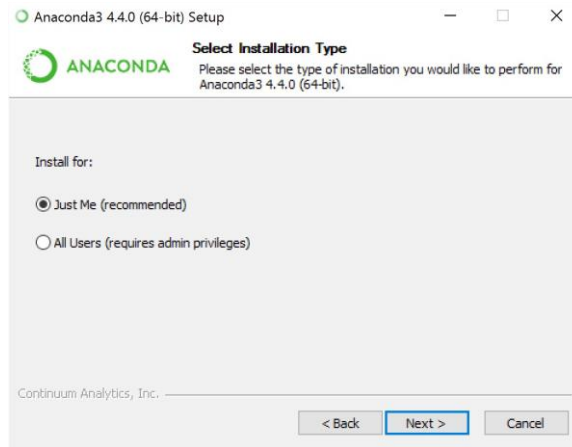 Anaconda3 4.4.0 (64-bit) Setup
ANACONDA
Select Installation Type
Please select the type of installation you would like to perform for
Anaconda3 4.4.0 (64-bit).
Install for:
Just Me (recommended)
All Users (requires admin privileges)
Continuum Analytics, Inc.
< Back Next > Cancel